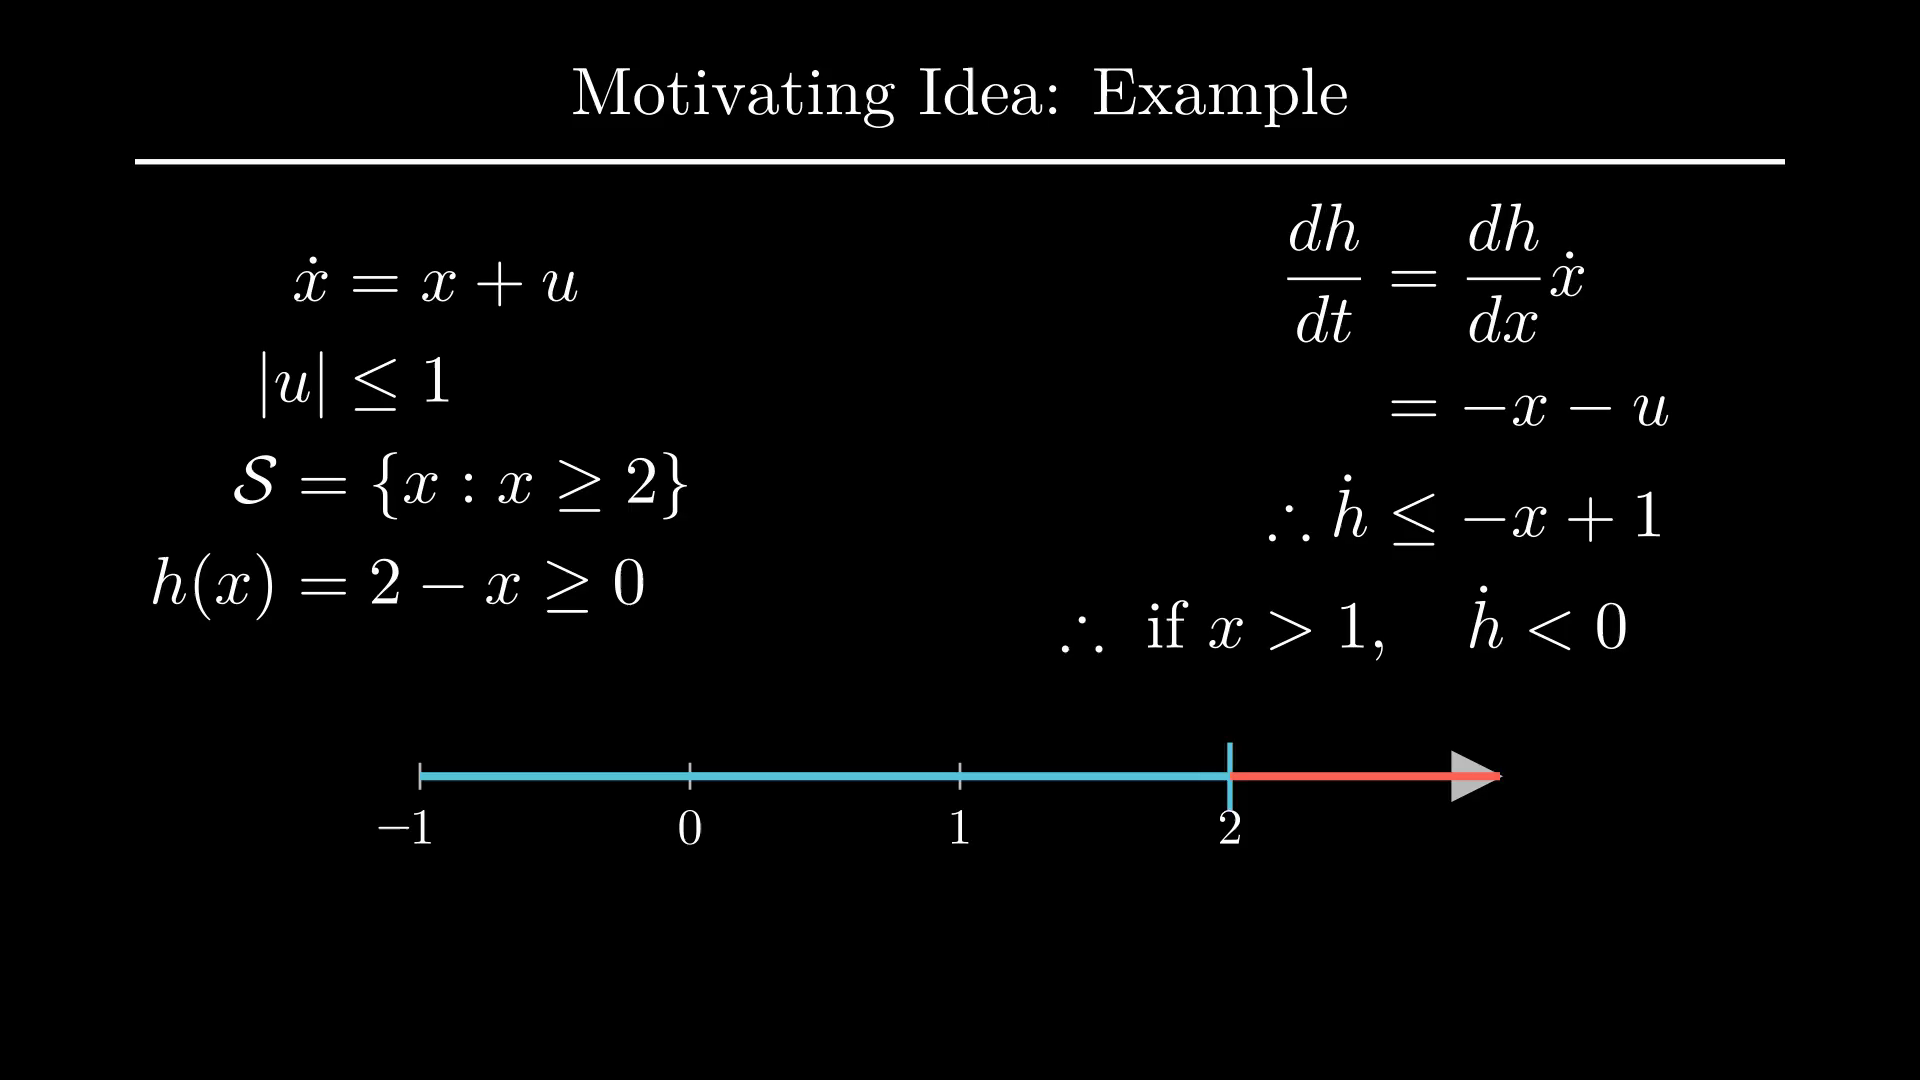 Motivating Idea: Example
ẋ = x + u
|u| ≤ 1
𝒮 = {x : x ≥ 2}
h(x) = 2 − x ≥ 0
dh/dt = dh/dx ẋ
= −x − u
∴ ḣ ≤ −x + 1
∴ if x > 1, ḣ < 0
−1 0 1 2